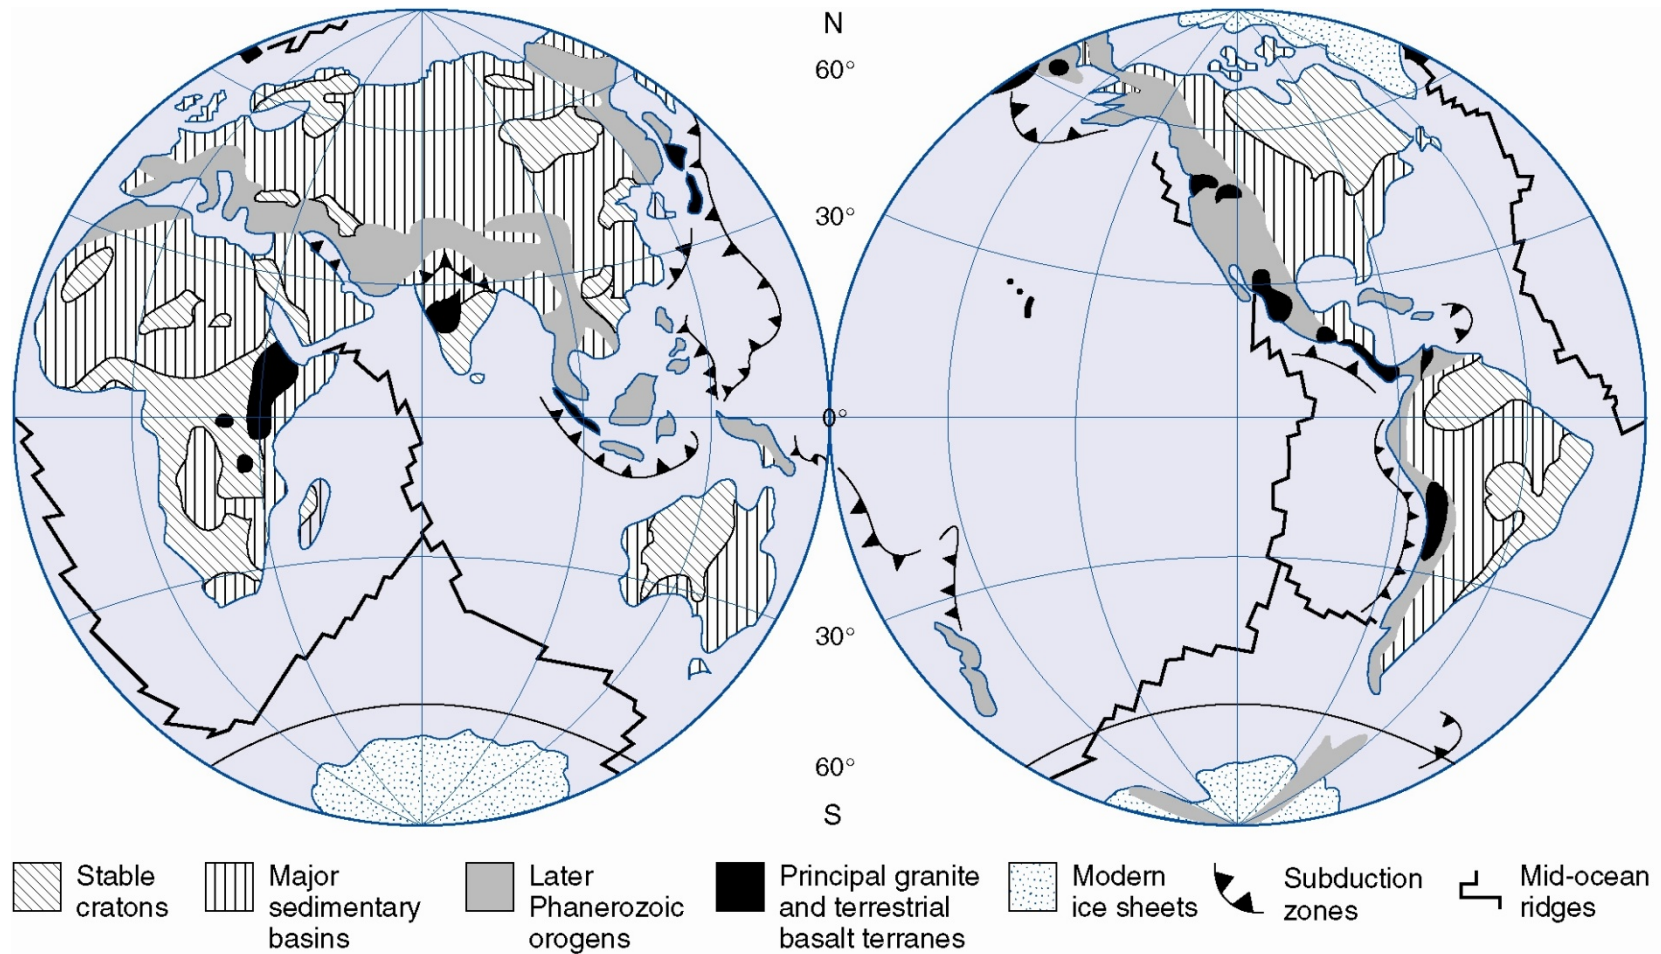 N
60°
30°
0°
30°
60°
S
Stable
cratons
Major
sedimentary
basins
Later
Phanerozoic
orogens
Principal granite
and terrestrial
basalt terranes
Modern
ice sheets
Subduction
zones
Mid-ocean
ridges